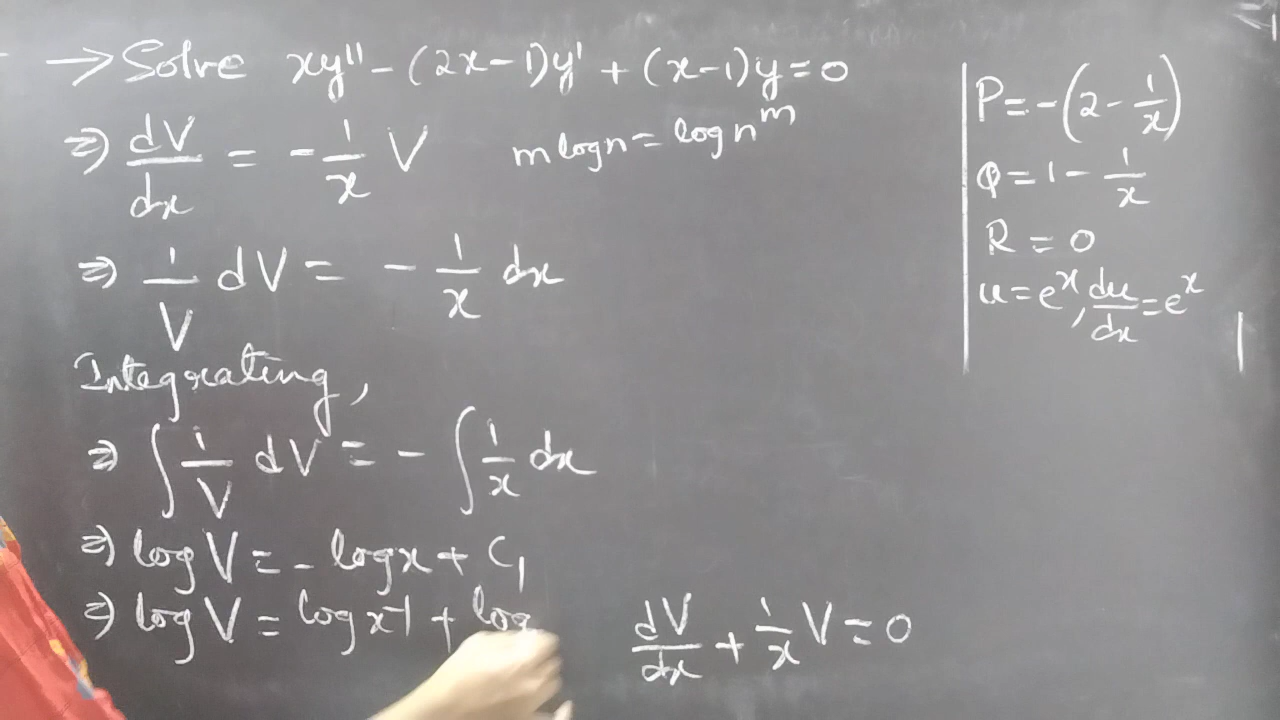 → Solve xy'' - (2x-1)y' + (x-1)y = 0
⇒ dV/dx = - 1/x V
m log n = log n^m
⇒ 1/V dV = - 1/x dx
Integrating,
⇒ ∫ 1/V dV = - ∫ 1/x dx
⇒ log V = - log x + C₁
⇒ log V = log x⁻¹ + log
dV/dx + 1/x V = 0
P = -(2 - 1/x)
Q = 1 - 1/x
R = 0
u = e^x, du/dx = e^x